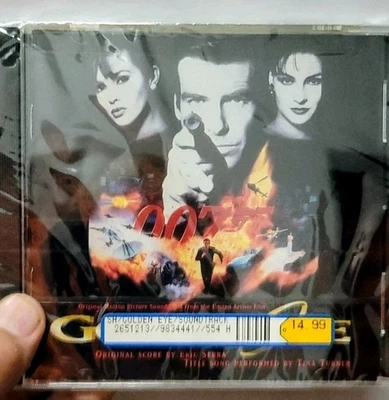 007
Original Motion Picture Soundtrack from the United Artists Film
G E
SH/GOLDEN EYE/SOUNDTRACK
2651213//9834441//554 H
14 99
ORIGINAL SCORE BY ERIC SERRA
TITLE SONG PERFORMED BY TINA TURNER